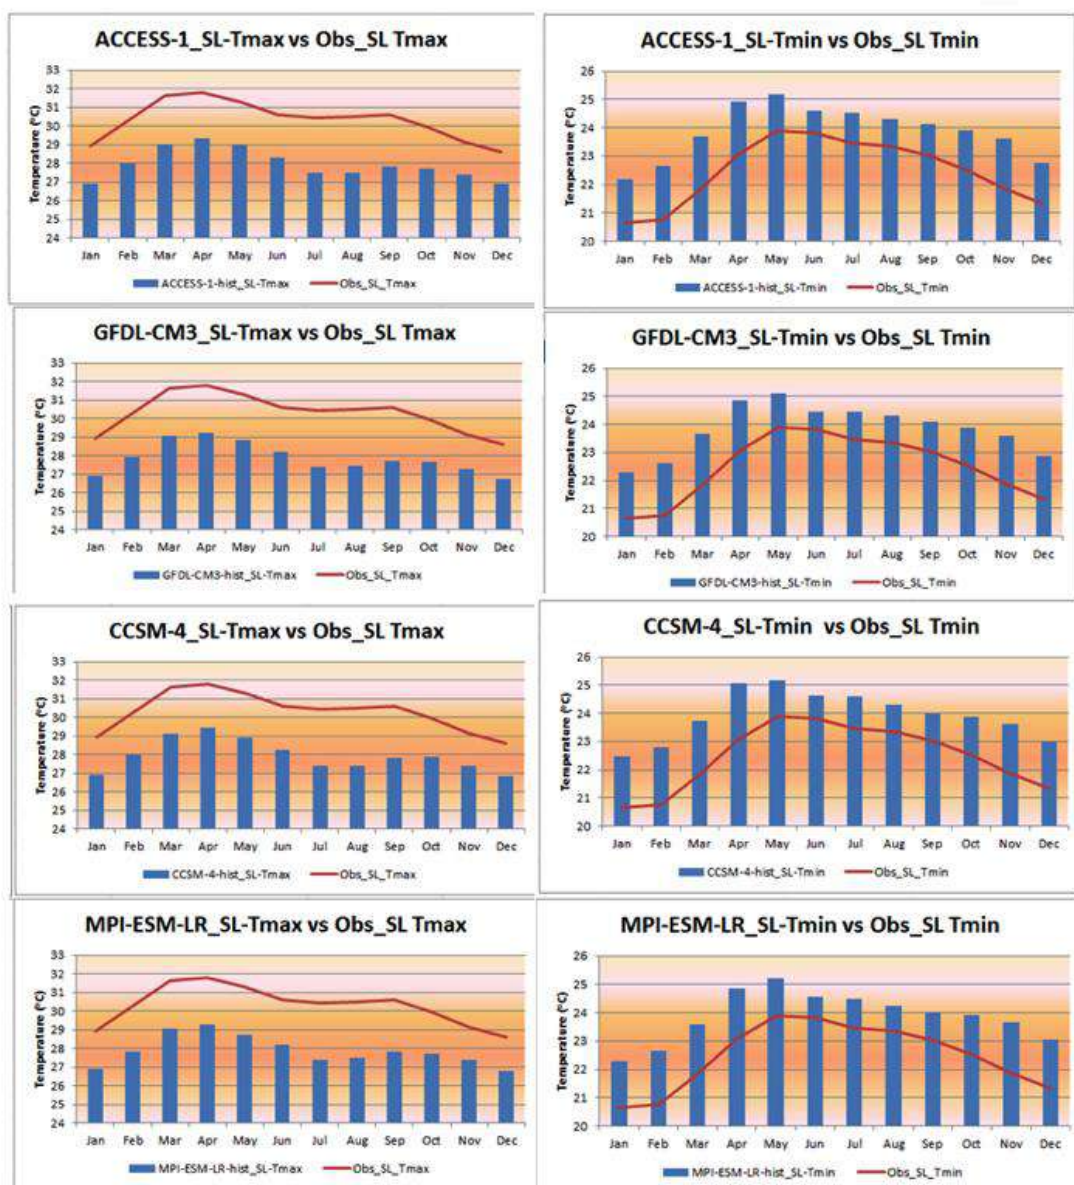 ACCESS-1_SL-Tmax vs Obs_SL Tmax
Temperature (°C)
33
32
31
30
29
28
27
26
25
24
Jan Feb Mar Apr May Jun Jul Aug Sep Oct Nov Dec
ACCESS-1-hist_SL-Tmax Obs_SL_Tmax
ACCESS-1_SL-Tmin vs Obs_SL Tmin
Temperature (°C)
26
25
24
23
22
21
20
Jan Feb Mar Apr May Jun Jul Aug Sep Oct Nov Dec
ACCESS-1-hist_SL-Tmin Obs_SL_Tmin
GFDL-CM3_SL-Tmax vs Obs_SL Tmax
Temperature (°C)
33
32
31
30
29
28
27
26
25
24
Jan Feb Mar Apr May Jun Jul Aug Sep Oct Nov Dec
GFDL-CM3-hist_SL-Tmax Obs_SL_Tmax
GFDL-CM3_SL-Tmin vs Obs_SL Tmin
Temperature (°C)
26
25
24
23
22
21
20
Jan Feb Mar Apr May Jun Jul Aug Sep Oct Nov Dec
GFDL-CM3-hist_SL-Tmin Obs_SL_Tmin
CCSM-4_SL-Tmax vs Obs_SL Tmax
Temperature (°C)
33
32
31
30
29
28
27
26
25
24
Jan Feb Mar Apr May Jun Jul Aug Sep Oct Nov Dec
CCSM-4-hist_SL-Tmax Obs_SL_Tmax
CCSM-4_SL-Tmin vs Obs_SL Tmin
Temperature (°C)
26
25
24
23
22
21
20
Jan Feb Mar Apr May Jun Jul Aug Sep Oct Nov Dec
CCSM-4-hist_SL-Tmin Obs_SL_Tmin
MPI-ESM-LR_SL-Tmax vs Obs_SL Tmax
Temperature (°C)
33
32
31
30
29
28
27
26
25
24
Jan Feb Mar Apr May Jun Jul Aug Sep Oct Nov Dec
MPI-ESM-LR-hist_SL-Tmax Obs_SL_Tmax
MPI-ESM-LR_SL-Tmin vs Obs_SL Tmin
Temperature (°C)
26
25
24
23
22
21
20
Jan Feb Mar Apr May Jun Jul Aug Sep Oct Nov Dec
MPI-ESM-LR-hist_SL-Tmin Obs_SL_Tmin